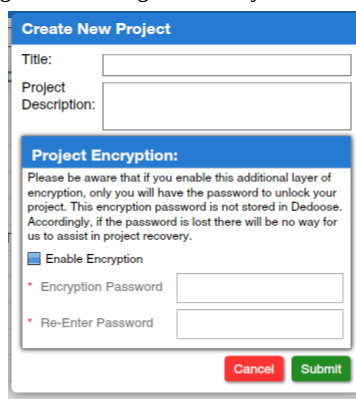 Create New Project
Title:
Project
Description:
Project Encryption:
Please be aware that if you enable this additional layer of
encryption, only you will have the password to unlock your
project. This encryption password is not stored in Dedoose.
Accordingly, if the password is lost there will be no way for
us to assist in project recovery.
Enable Encryption
* Encryption Password
* Re-Enter Password
Cancel Submit